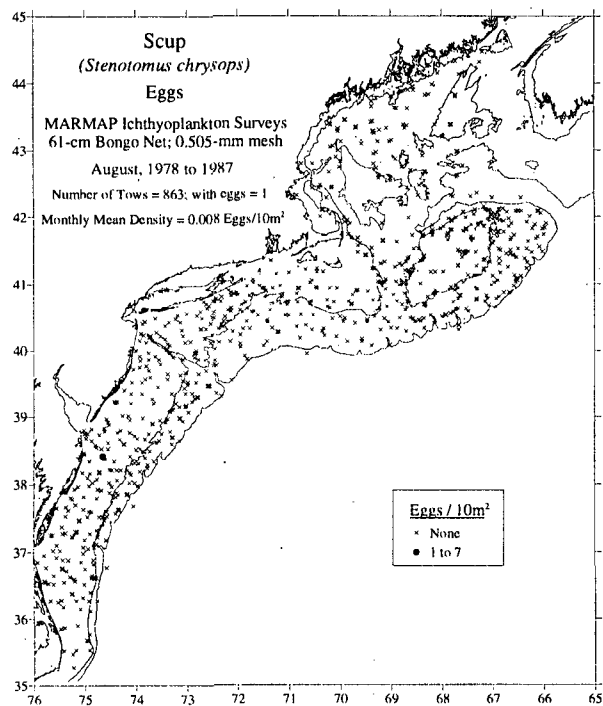 Scup
(Stenotomus chrysops)
Eggs
MARMAP Ichthyoplankton Surveys
61-cm Bongo Net; 0.505-mm mesh
August, 1978 to 1987
Number of Tows = 863; with eggs = 1
Monthly Mean Density = 0.008 Eggs/10m²
45
44
43
42
41
40
39
38
37
36
35
Eggs / 10m²
× None
● 1 to 7
76 75 74 73 72 71 70 69 68 67 66 65